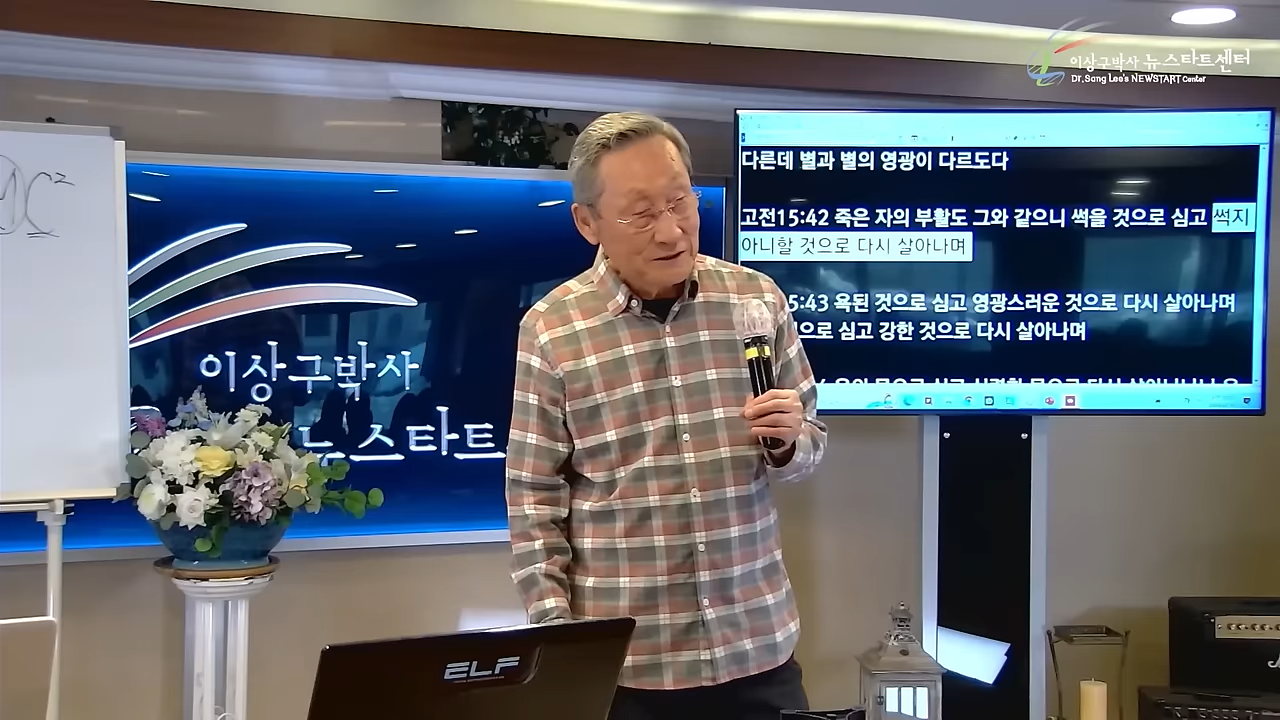 이상구박사 뉴스타트센터
Dr.Sang Lee's NEWSTART Center
다른데 별과 별의 영광이 다르도다
고전15:42 죽은 자의 부활도 그와 같으니 썩을 것으로 심고 썩지
아니할 것으로 다시 살아나며
5:43 욕된 것으로 심고 영광스러운 것으로 다시 살아나며
으로 심고 강한 것으로 다시 살아나며
C²
이상구박사
뉴스타트
ELF